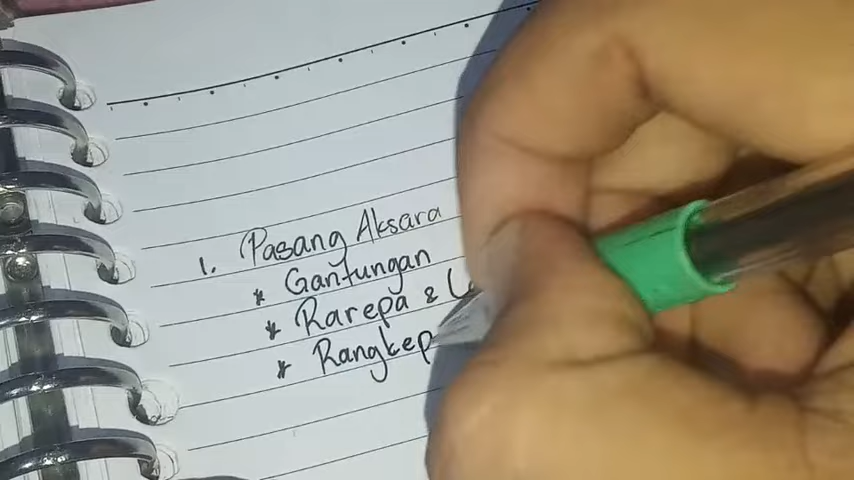 1. Pasang Aksara
* Gantungan
* Rarepa &
* Rangkep